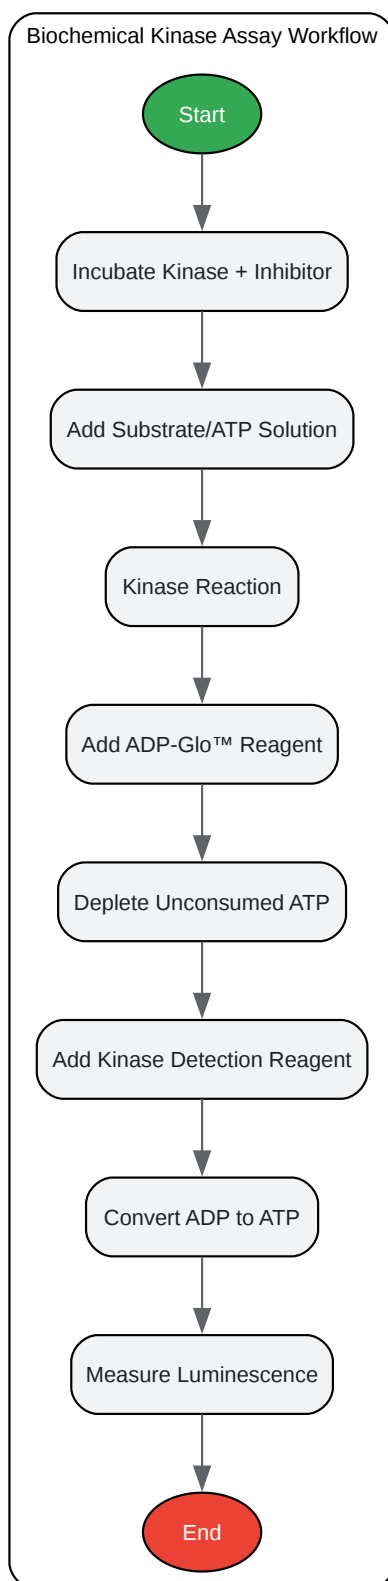 Biochemical Kinase Assay Workflow
Start
Incubate Kinase + Inhibitor
Add Substrate/ATP Solution
Kinase Reaction
Add ADP-Glo™ Reagent
Deplete Unconsumed ATP
Add Kinase Detection Reagent
Convert ADP to ATP
Measure Luminescence
End